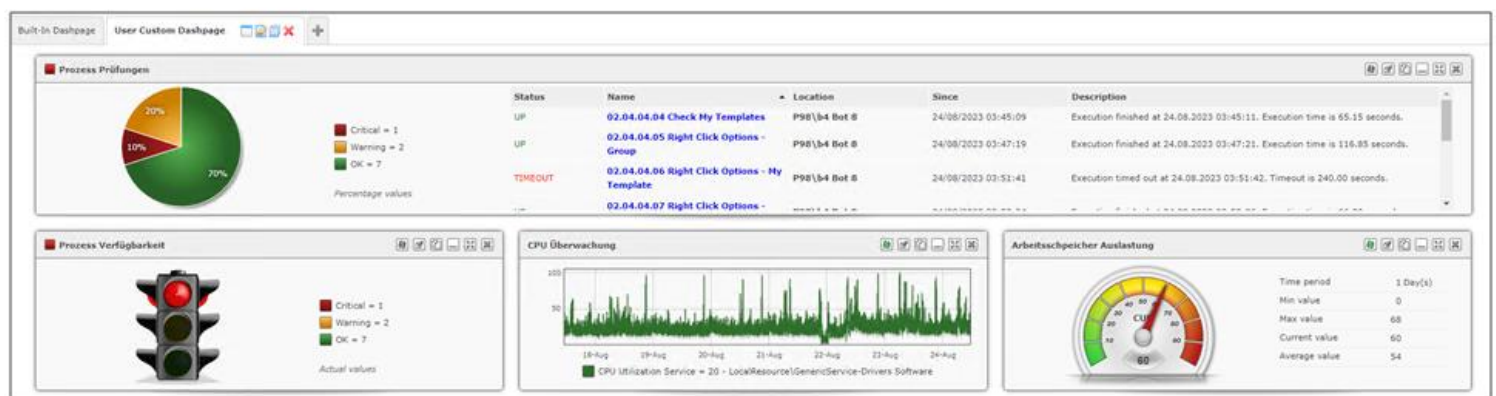 Built-In Dashpage User Custom Dashpage
Prozess Prüfungen
20%
10%
70%
Critical = 1
Warning = 2
OK = 7
Percentage values
Status Name Location Since Description
UP 02.04.04.04 Check My Templates P98\b4 Bot 8 24/08/2023 03:45:09 Execution finished at 24.08.2023 03:45:11. Execution time is 65.15 seconds.
UP 02.04.04.05 Right Click Options - Group P98\b4 Bot 8 24/08/2023 03:47:19 Execution finished at 24.08.2023 03:47:21. Execution time is 116.85 seconds.
TIMEOUT 02.04.04.06 Right Click Options - My Template P98\b4 Bot 8 24/08/2023 03:51:41 Execution timed out at 24.08.2023 03:51:42. Timeout is 240.00 seconds.
02.04.04.07 Right Click Options -
Prozess Verfügbarkeit
Critical = 1
Warning = 2
OK = 7
Actual values
CPU Überwachung
100
50
18-Aug 19-Aug 20-Aug 21-Aug 22-Aug 23-Aug 24-Aug
CPU Utilization Service = 20 - LocalResource\GenericService-Drivers Software
Arbeitsschpeicher Auslastung
10 20 30 40 50 70
60
Time period 1 Day(s)
Min value 0
Max value 68
Current value 60
Average value 54